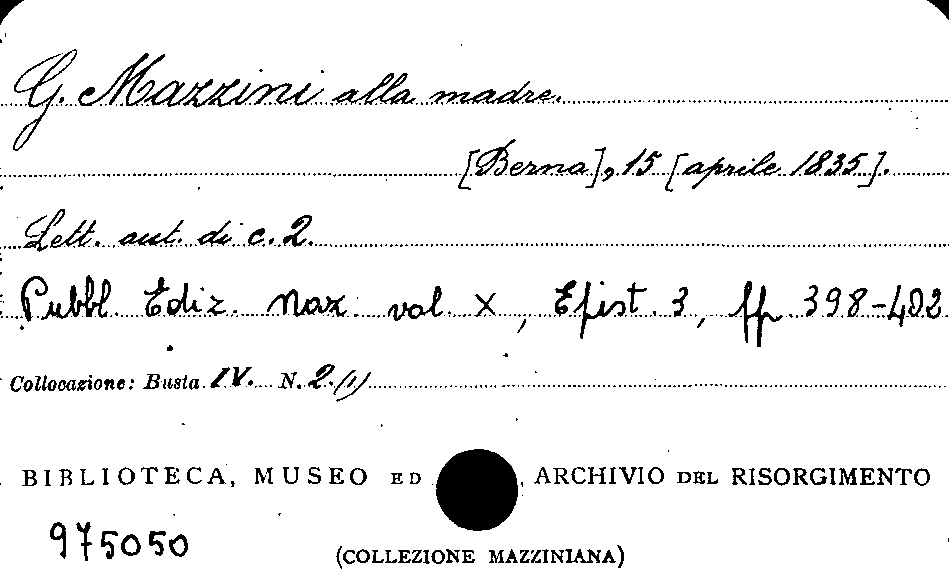 G. Mazzini alla madre.
[Berna], 15 [aprile 1835].
Lett. aut. di c. 2.
Pubbl. Ediz. Naz. vol. X, Epist. 3, pp. 398-402
Collocazione: Busta IV. N. 2.(1)
BIBLIOTECA, MUSEO ED ARCHIVIO DEL RISORGIMENTO
975050
(COLLEZIONE MAZZINIANA)